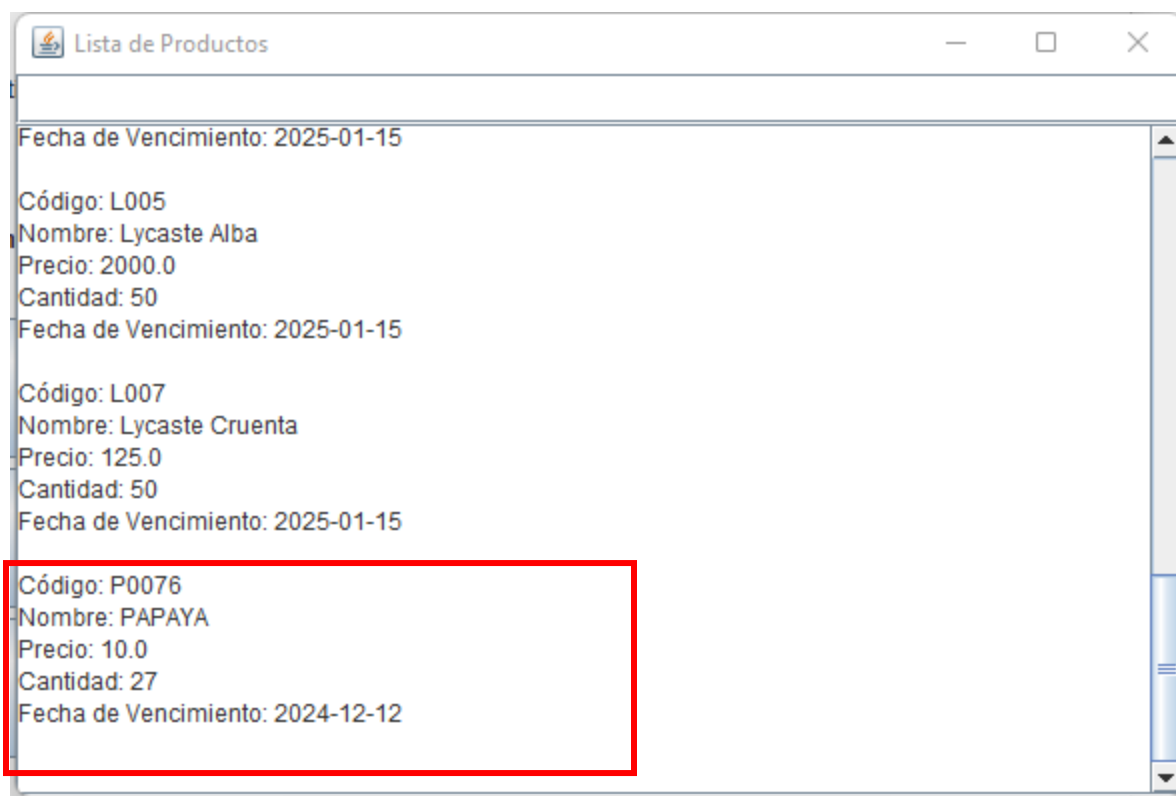 Lista de Productos
Fecha de Vencimiento: 2025-01-15
Código: L005
Nombre: Lycaste Alba
Precio: 2000.0
Cantidad: 50
Fecha de Vencimiento: 2025-01-15
Código: L007
Nombre: Lycaste Cruenta
Precio: 125.0
Cantidad: 50
Fecha de Vencimiento: 2025-01-15
Código: P0076
Nombre: PAPAYA
Precio: 10.0
Cantidad: 27
Fecha de Vencimiento: 2024-12-12